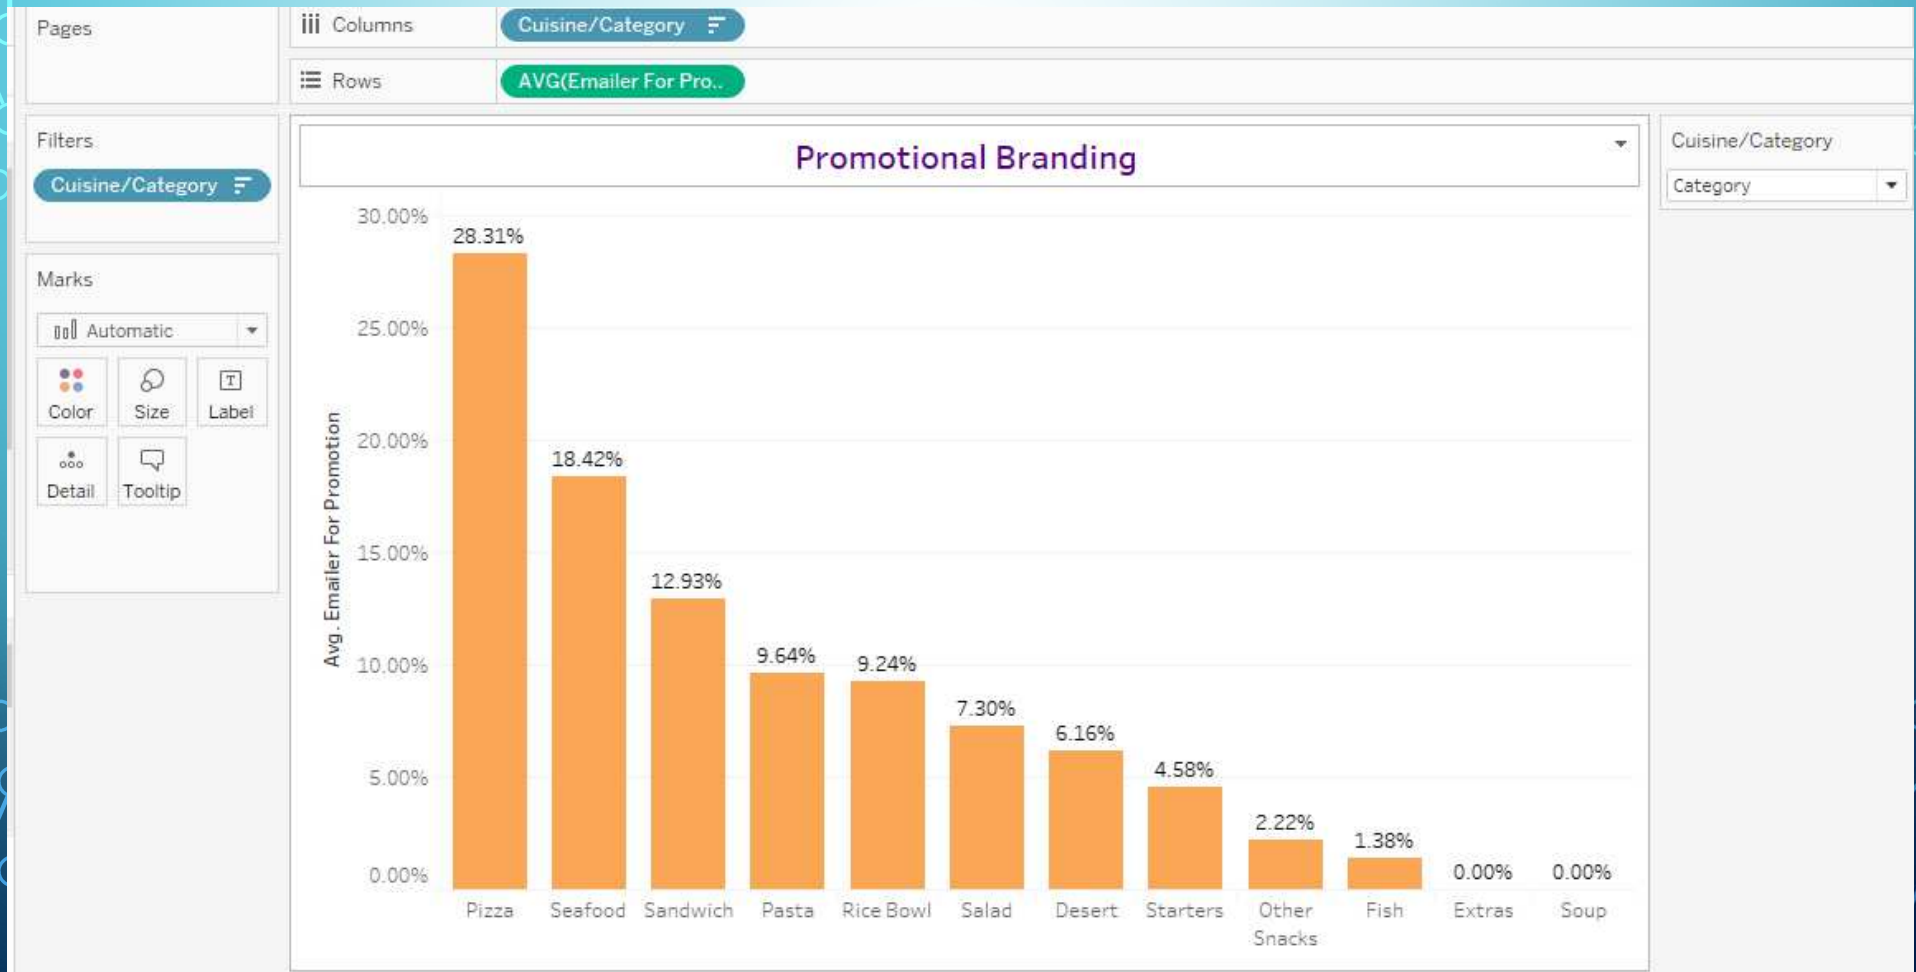 Pages
Columns
Cuisine/Category
Rows
AVG(Emailer For Pro..
Filters
Cuisine/Category
Marks
Automatic
Color Size Label
Detail Tooltip
Promotional Branding
Cuisine/Category
Category
Avg. Emailer For Promotion
30.00%
25.00%
20.00%
15.00%
10.00%
5.00%
0.00%
28.31%
18.42%
12.93%
9.64%
9.24%
7.30%
6.16%
4.58%
2.22%
1.38%
0.00%
0.00%
Pizza Seafood Sandwich Pasta Rice Bowl Salad Desert Starters Other Fish Extras Soup
Snacks